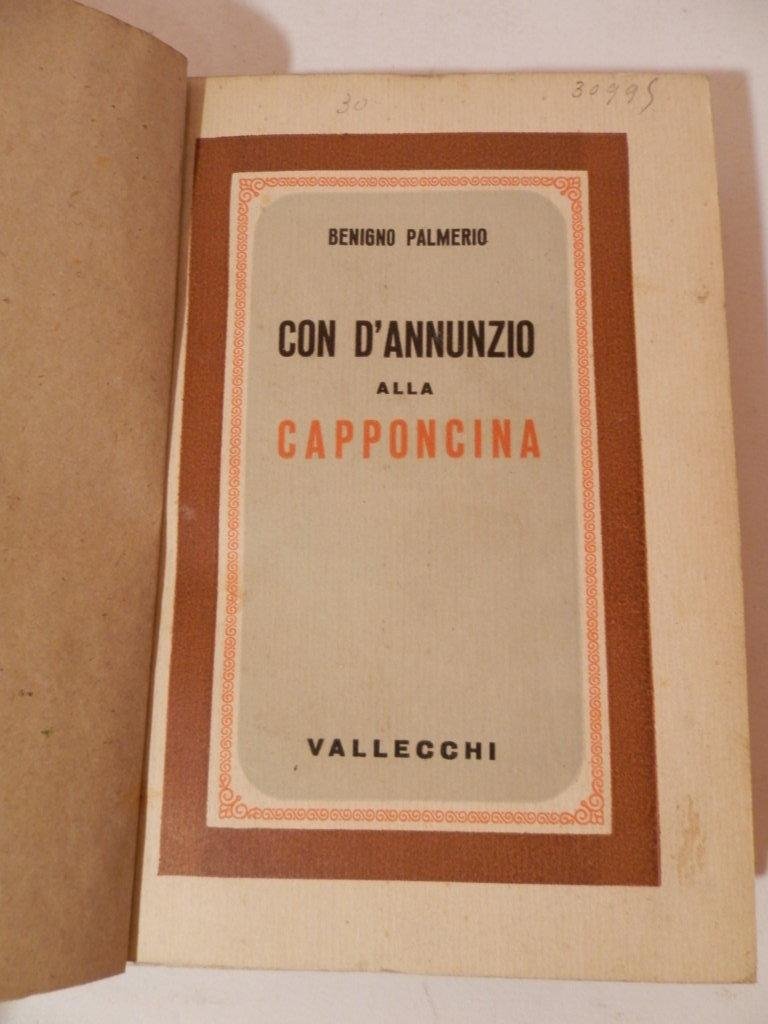 30 30995
BENIGNO PALMERIO
CON D'ANNUNZIO
ALLA
CAPPONCINA
VALLECCHI